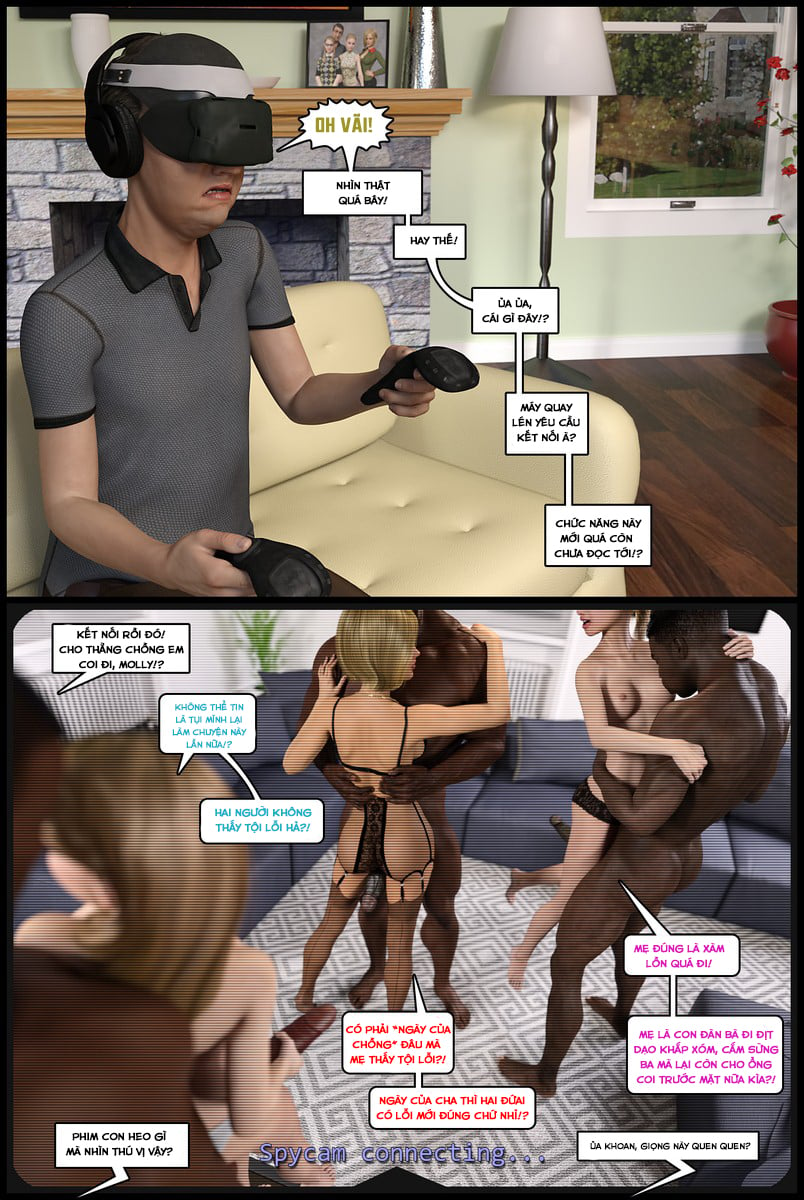 OH VÃI!
NHÌN THẬT
QUÁ BÂY!
HAY THẾ!
ỦA ỦA,
CÁI GÌ ĐÂY!?
MÁY QUAY
LÉN YÊU CẦU
KẾT NỐI À?
CHỨC NĂNG NÀY
MỚI QUÁ CÒN
CHƯA ĐỌC TỚI!?
KẾT NỐI RỒI ĐÓ!
CHO THẰNG CHỒNG EM
COI ĐI, MOLLY!?
KHÔNG THỂ TIN
LÀ TỤI MÌNH LẠI
LÀM CHUYỆN NÀY
LẦN NỮA!?
HAI NGƯỜI KHÔNG
THẤY TỘI LỖI HẢ?!
MẸ ĐÚNG LÀ XÀM
LỒN QUÁ ĐI!
MẸ LÀ CON ĐÀN BÀ ĐI ĐỊT
DẠO KHẮP XÓM, CẮM SỪNG
BA MÀ LẠI CÒN CHO ỔNG
COI TRƯỚC MẶT NỮA KÌA?!
CÓ PHẢI “NGÀY CỦA
CHỒNG” ĐÂU MÀ
MẸ THẤY TỘI LỖI?!
NGÀY CỦA CHA THÌ HAI ĐỨA
CÓ LỖI MỚI ĐÚNG CHỨ NHỈ!?
PHIM CON HEO GÌ
MÀ NHÌN THÚ VỊ VẬY?
Spycam connecting...
ỦA KHOAN, GIỌNG NÀY QUEN QUEN?